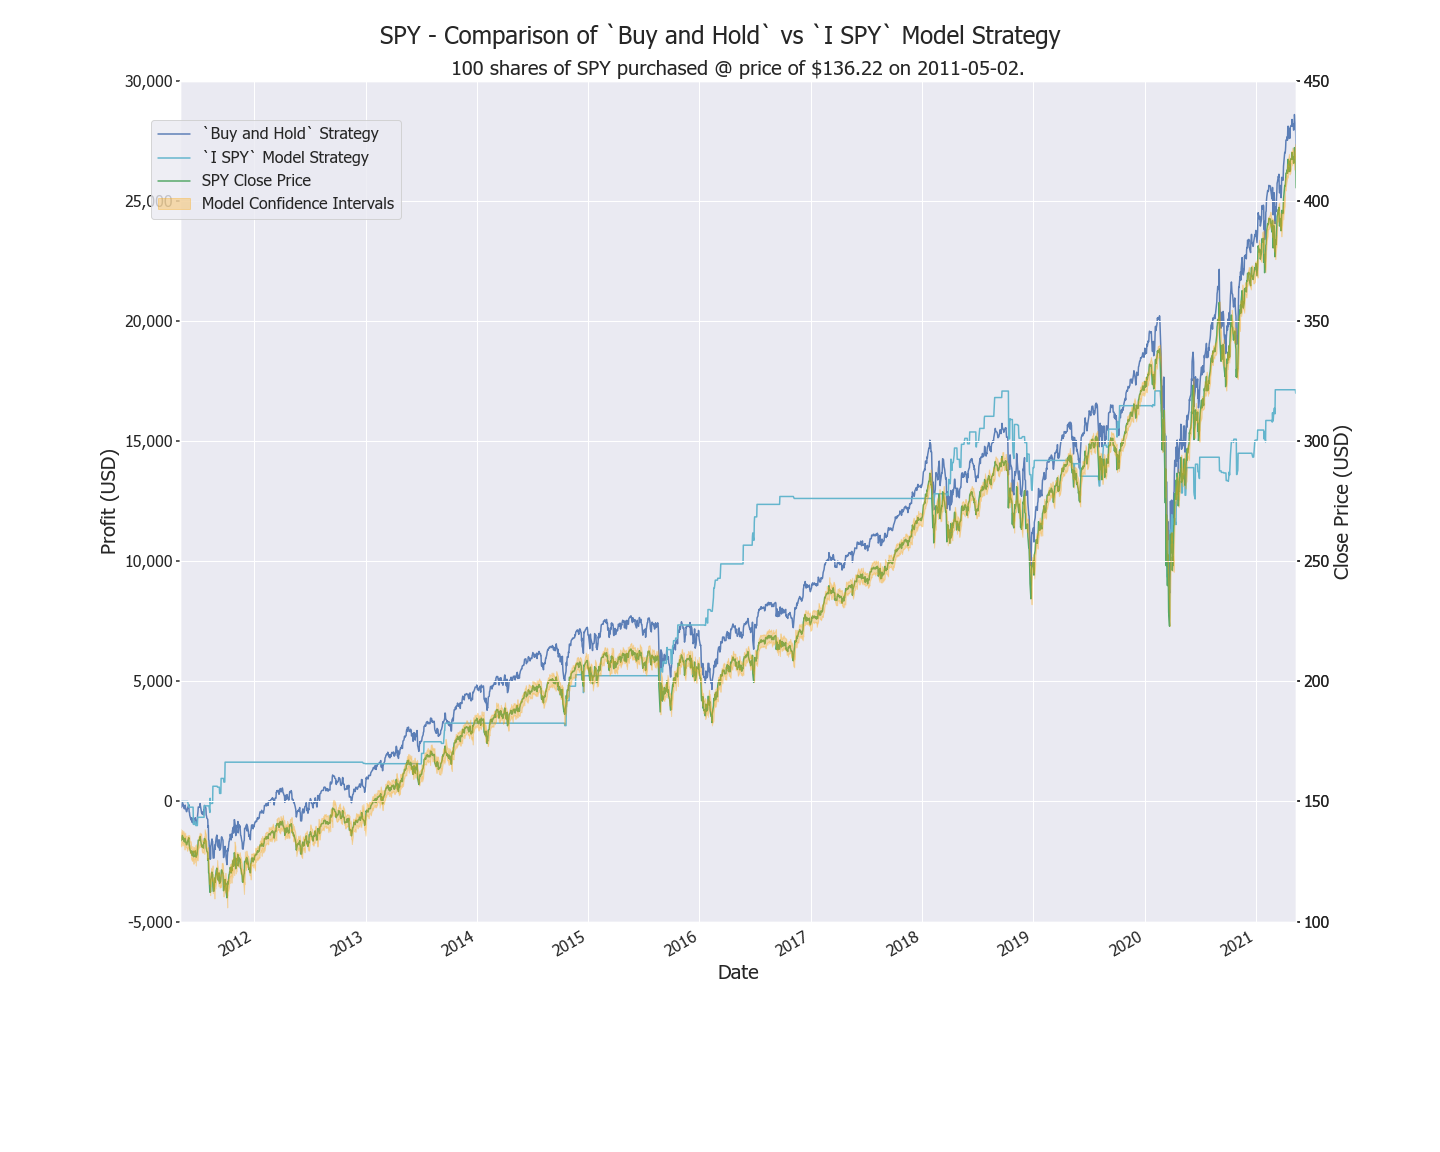 SPY - Comparison of `Buy and Hold` vs `I SPY` Model Strategy
100 shares of SPY purchased @ price of $136.22 on 2011-05-02.
`Buy and Hold` Strategy
`I SPY` Model Strategy
SPY Close Price
Model Confidence Intervals
Profit (USD)
30,000
25,000
20,000
15,000
10,000
5,000
0
-5,000
450
400
350
300
250
200
150
100
Close Price (USD)
2012
2013
2014
2015
2016
2017
2018
2019
2020
2021
Date